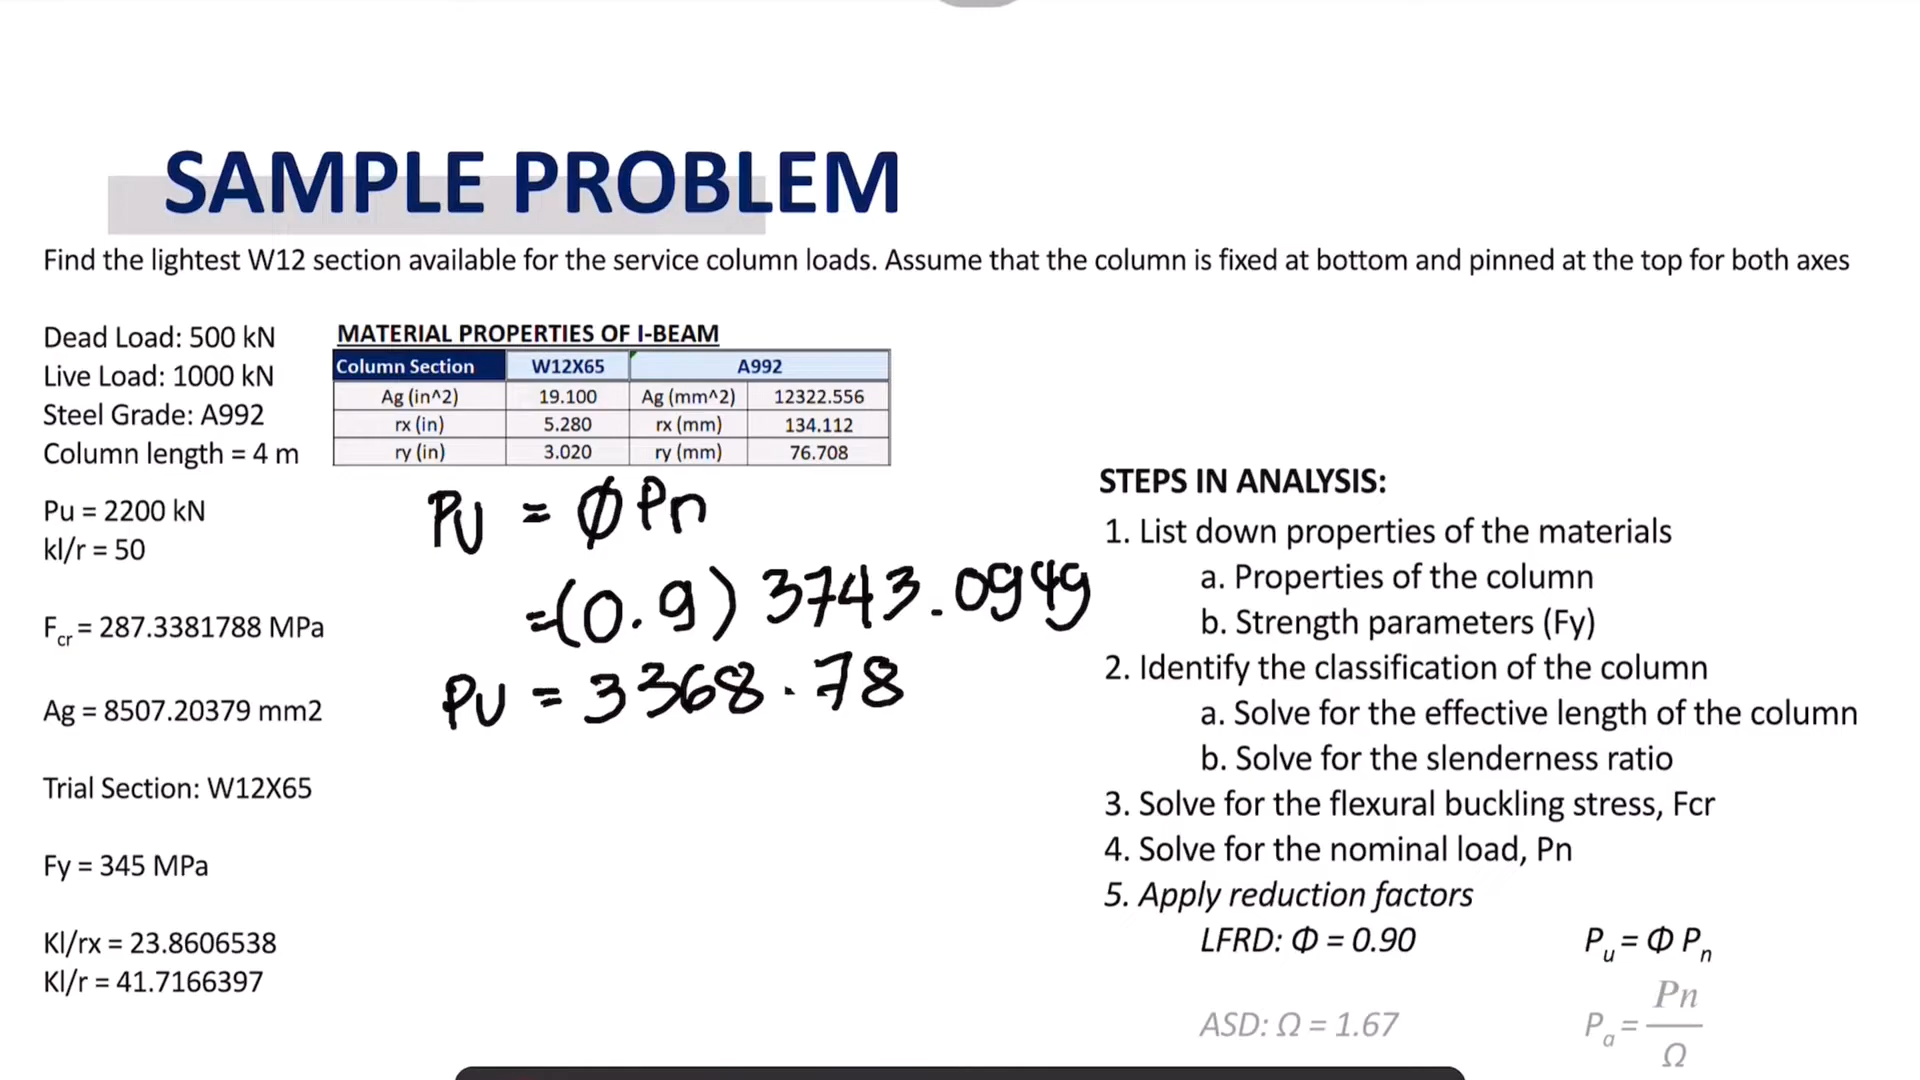 SAMPLE PROBLEM
Find the lightest W12 section available for the service column loads. Assume that the column is fixed at bottom and pinned at the top for both axes
Dead Load: 500 kN
Live Load: 1000 kN
Steel Grade: A992
Column length = 4 m
MATERIAL PROPERTIES OF I-BEAM
Column Section W12X65 A992
Ag (in^2) 19.100 Ag (mm^2) 12322.556
rx (in) 5.280 rx (mm) 134.112
ry (in) 3.020 ry (mm) 76.708
Pu = 2200 kN
kl/r = 50
Fcr = 287.3381788 MPa
Ag = 8507.20379 mm2
Trial Section: W12X65
Fy = 345 MPa
Kl/rx = 23.8606538
Kl/r = 41.7166397
PU = ØPn
=(0.9) 3743.0949
PU = 3368.78
STEPS IN ANALYSIS:
1. List down properties of the materials
a. Properties of the column
b. Strength parameters (Fy)
2. Identify the classification of the column
a. Solve for the effective length of the column
b. Solve for the slenderness ratio
3. Solve for the flexural buckling stress, Fcr
4. Solve for the nominal load, Pn
5. Apply reduction factors
LFRD: Φ = 0.90 Pu = Φ Pn
ASD: Ω = 1.67 Pa = Pn/Ω